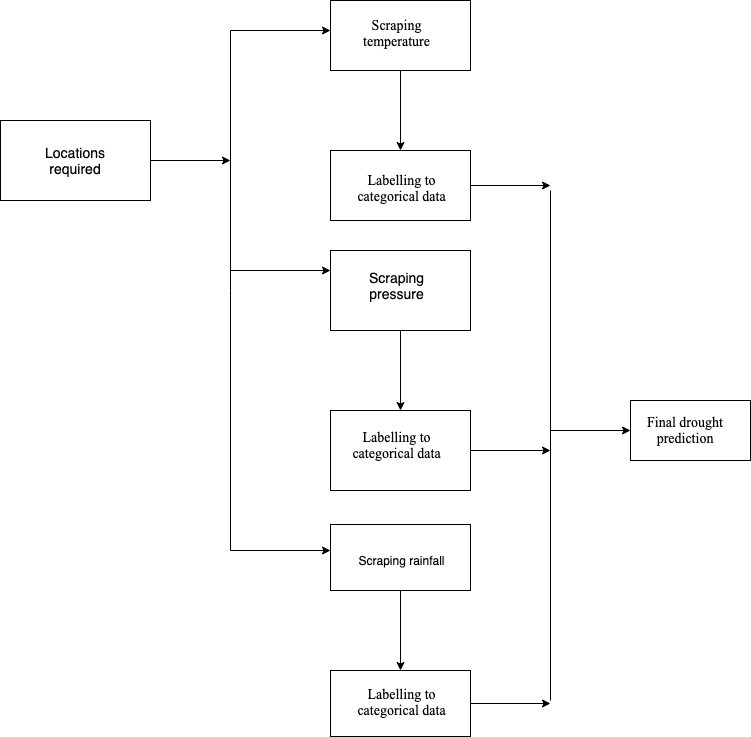 Scraping
temperature
Locations
required
Labelling to
categorical data
Scraping
pressure
Labelling to
categorical data
Final drought
prediction
Scraping rainfall
Labelling to
categorical data